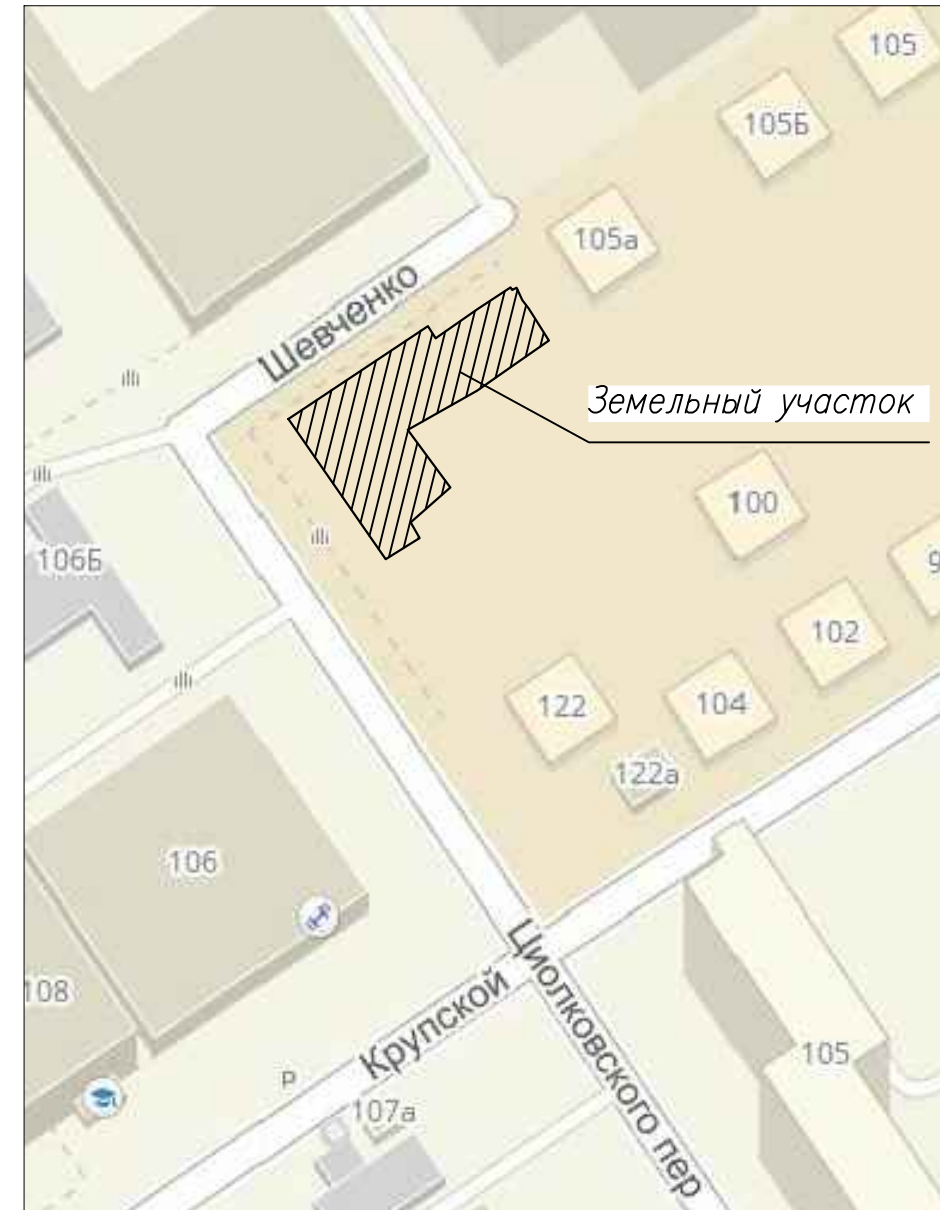 105
105Б
105а
Шевченко
Земельный участок
100
106Б
9
102
122
104
122а
106
108
Циолковского пер
Крупской
105
Р
107а